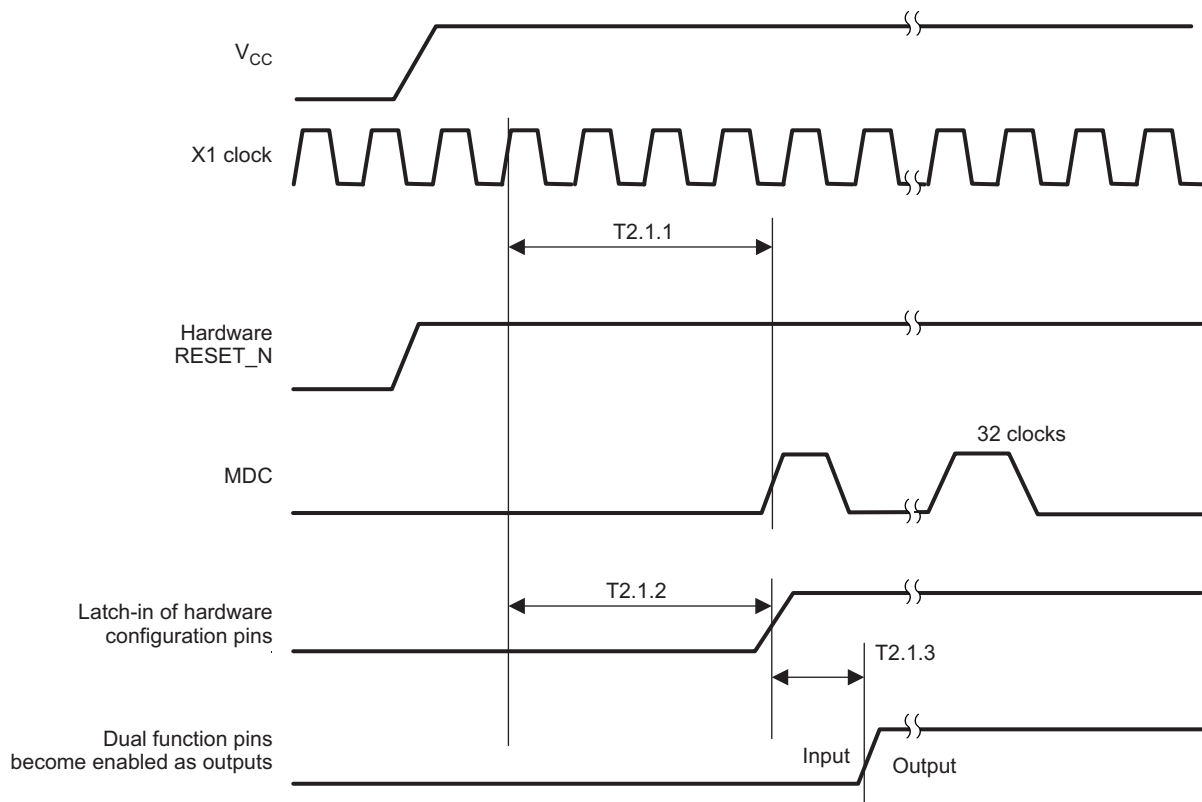 V_CC
X1 clock
T2.1.1
Hardware
RESET_N
32 clocks
MDC
T2.1.2
Latch-in of hardware
configuration pins
T2.1.3
Dual function pins
become enabled as outputs
Input
Output